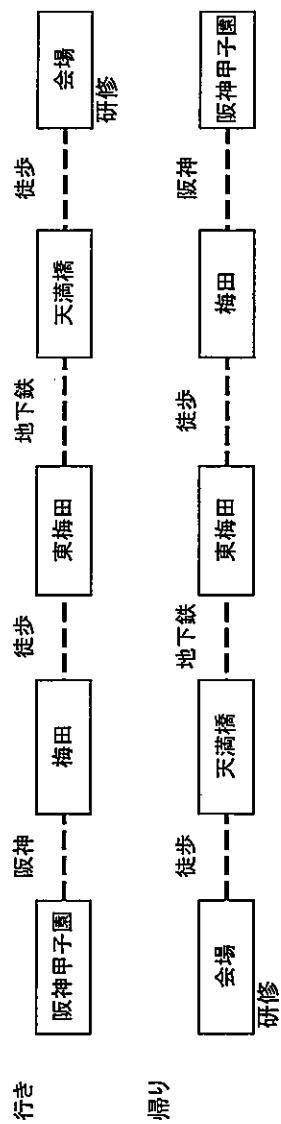 行き
阪神甲子園
阪神
梅田
徒歩
東梅田
地下鉄
天満橋
徒歩
会場
研修
帰り
会場
研修
徒歩
天満橋
地下鉄
東梅田
徒歩
梅田
阪神
阪神甲子園